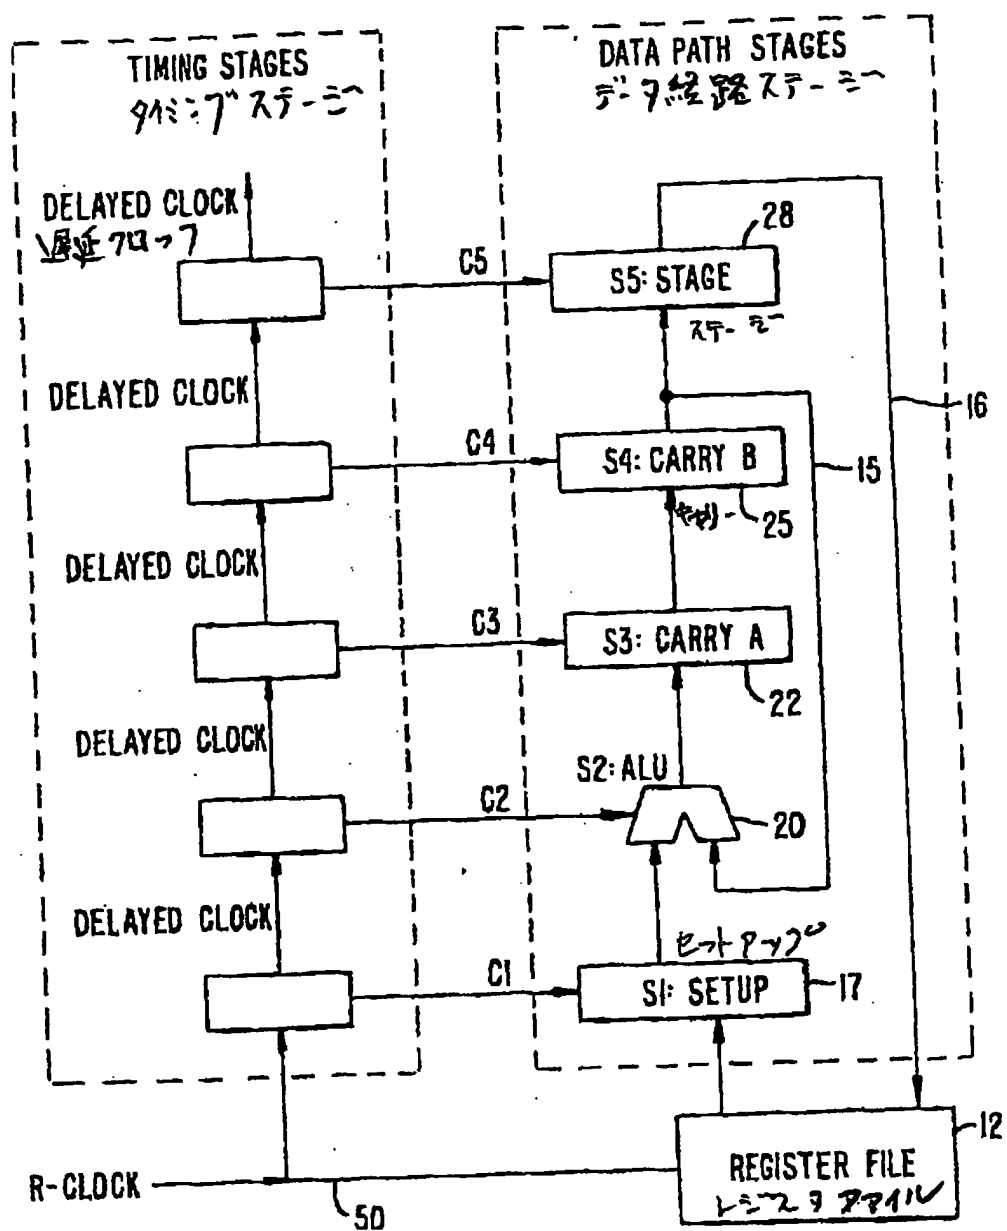 TIMING STAGES
タイミングステージ
DATA PATH STAGES
データ経路ステージ
DELAYED CLOCK
遅延クロック
C5
28
S5: STAGE
ステージ
DELAYED CLOCK
16
C4
S4: CARRY B
15
キャリー
25
DELAYED CLOCK
C3
S3: CARRY A
22
DELAYED CLOCK
S2: ALU
C2
20
DELAYED CLOCK
セットアップ
C1
S1: SETUP
17
12
R-CLOCK
REGISTER FILE
レジスタファイル
50